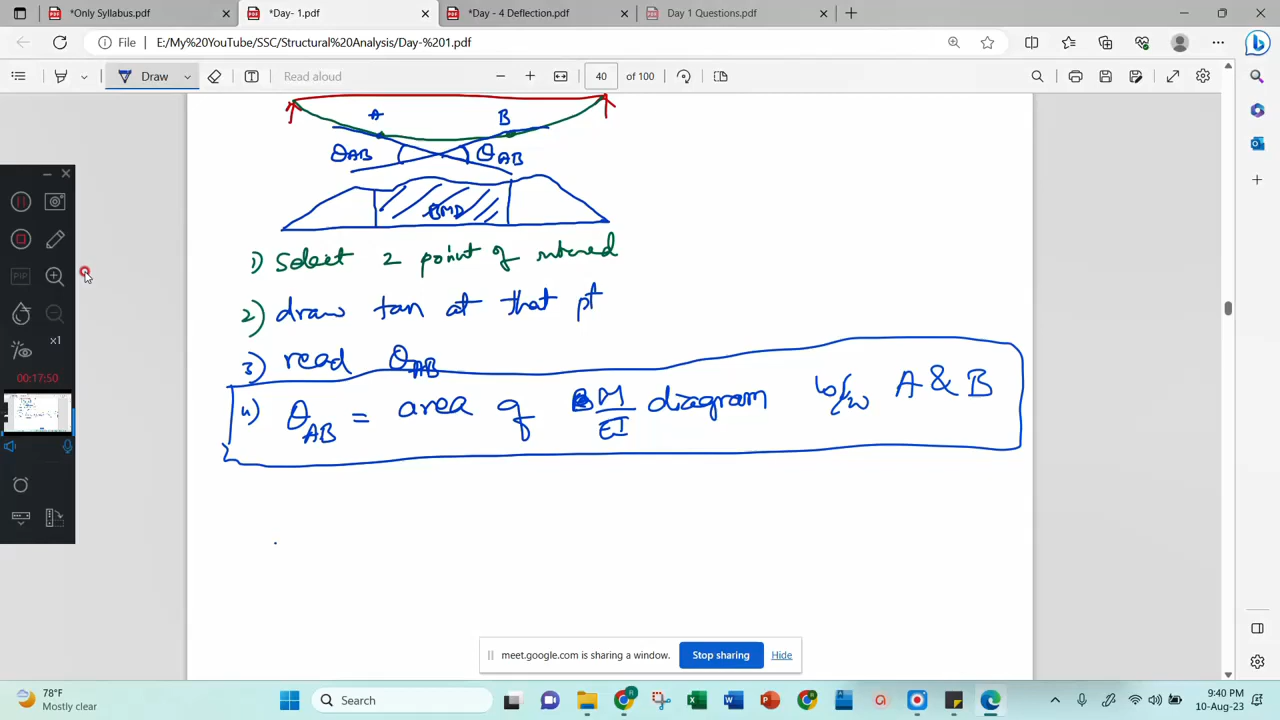 *Only Syllabus.pdf
*Day- 1.pdf
*Day - 4 Deflection.pdf
Day 1 Questions.pdf
File E:/My%20YouTube/SSC/Structural%20Analysis/Day-%201.pdf
Draw Read aloud 40 of 100
A B
θAB θAB
BMD
1) Select 2 point of
2) draw tan at that pt
3) read θAB
4) θAB = area of M/EI diagram b/w A & B
PIP
x1
00:17:50
meet.google.com is sharing a window. Stop sharing Hide
78°F
Mostly clear
Search
9:40 PM
10-Aug-23